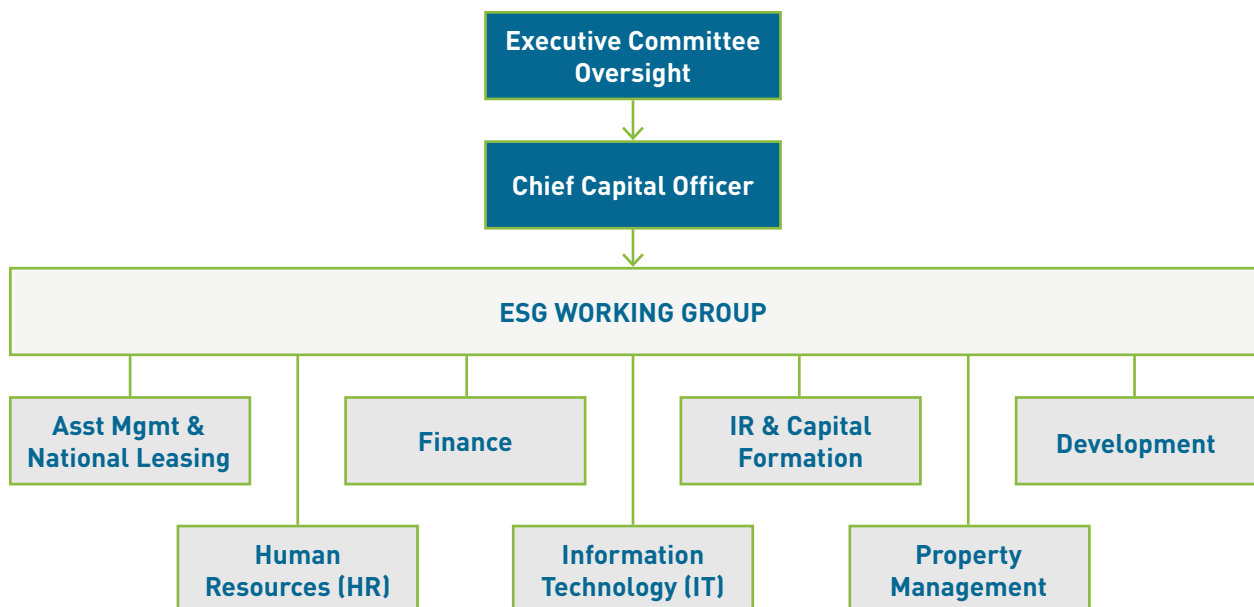 Executive Committee
Oversight
Chief Capital Officer
ESG WORKING GROUP
Asst Mgmt &
National Leasing
Finance
IR & Capital
Formation
Development
Human
Resources (HR)
Information
Technology (IT)
Property
Management